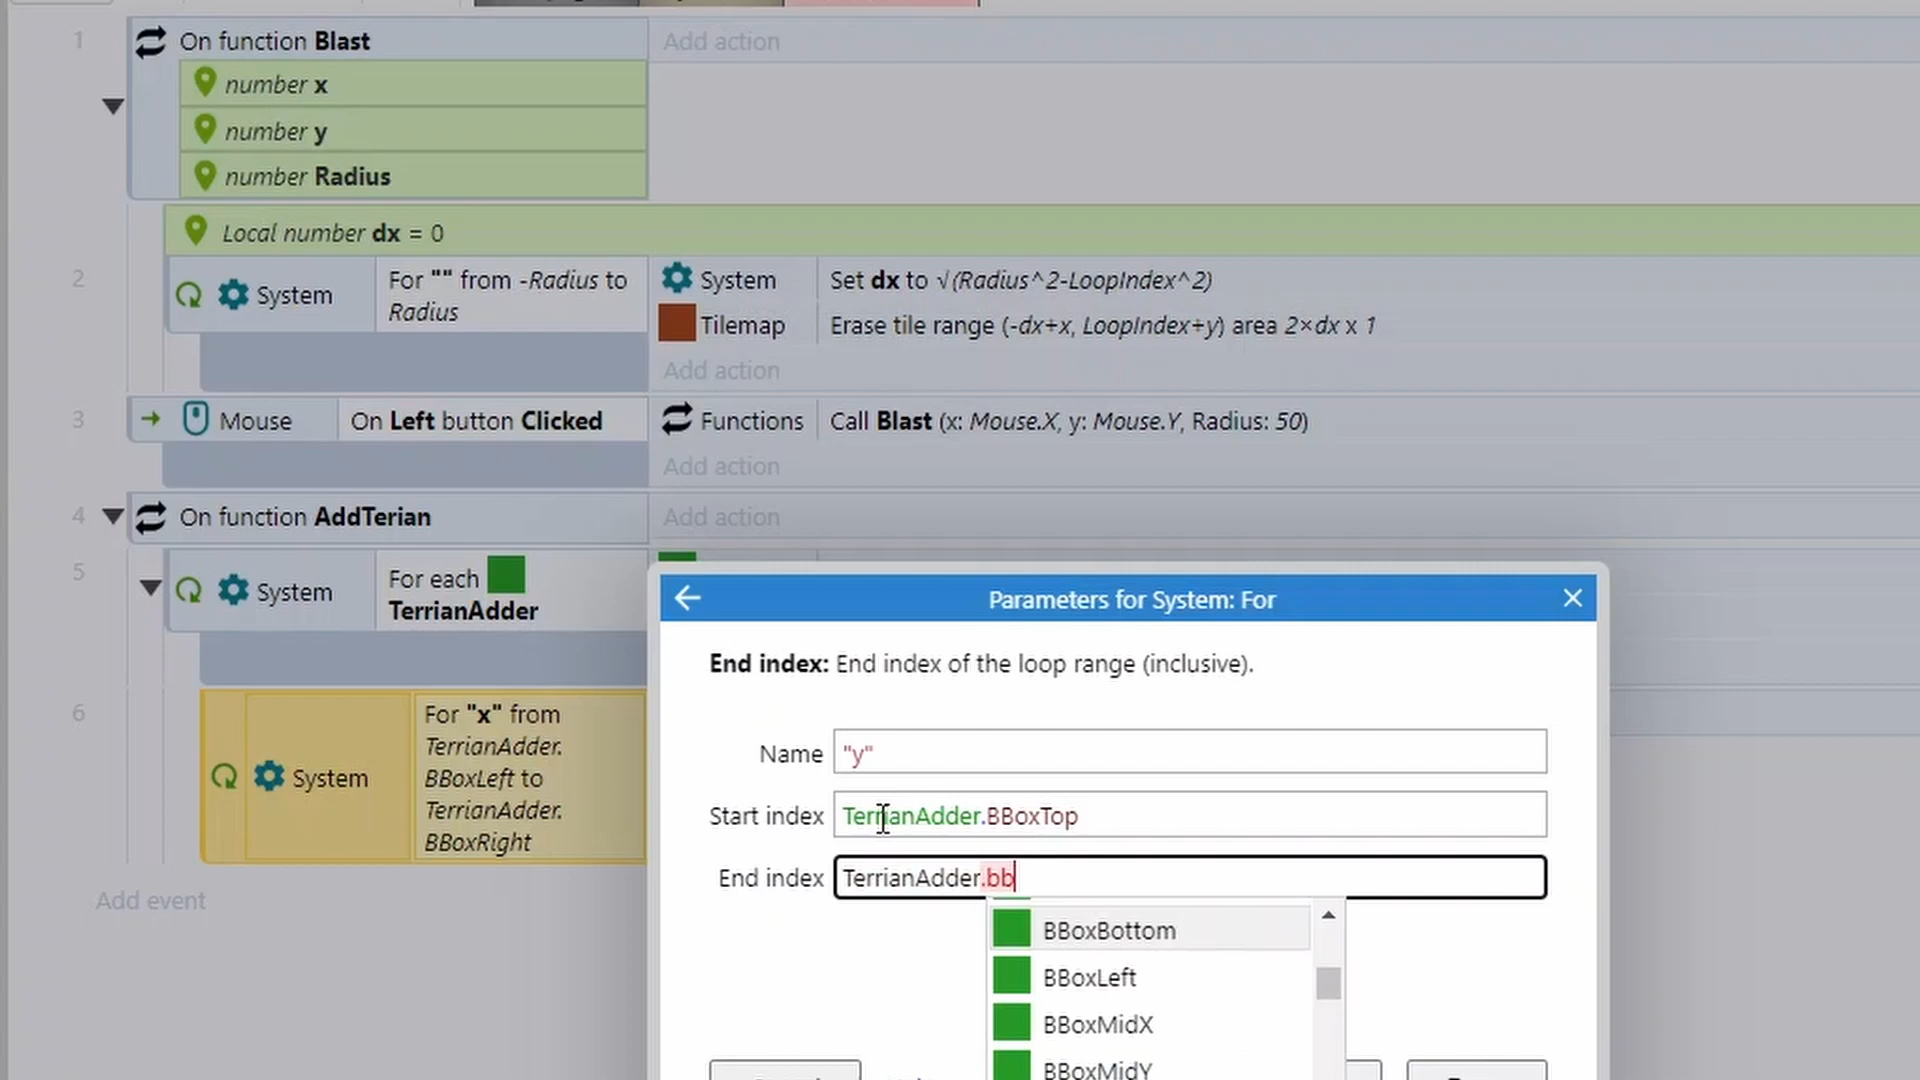 1
On function Blast
Add action
number x
number y
number Radius
Local number dx = 0
2
System
For "" from -Radius to
Radius
System
Set dx to √(Radius^2-LoopIndex^2)
Tilemap
Erase tile range (-dx+x, LoopIndex+y) area 2×dx x 1
Add action
3
Mouse
On Left button Clicked
Functions
Call Blast (x: Mouse.X, y: Mouse.Y, Radius: 50)
Add action
4
On function AddTerian
Add action
5
System
For each
TerrianAdder
6
System
For "x" from
TerrianAdder.
BBoxLeft to
TerrianAdder.
BBoxRight
Add event
Parameters for System: For
End index: End index of the loop range (inclusive).
Name
"y"
Start index
TerrianAdder.BBoxTop
End index
TerrianAdder.bb
BBoxBottom
BBoxLeft
BBoxMidX
BBoxMidY